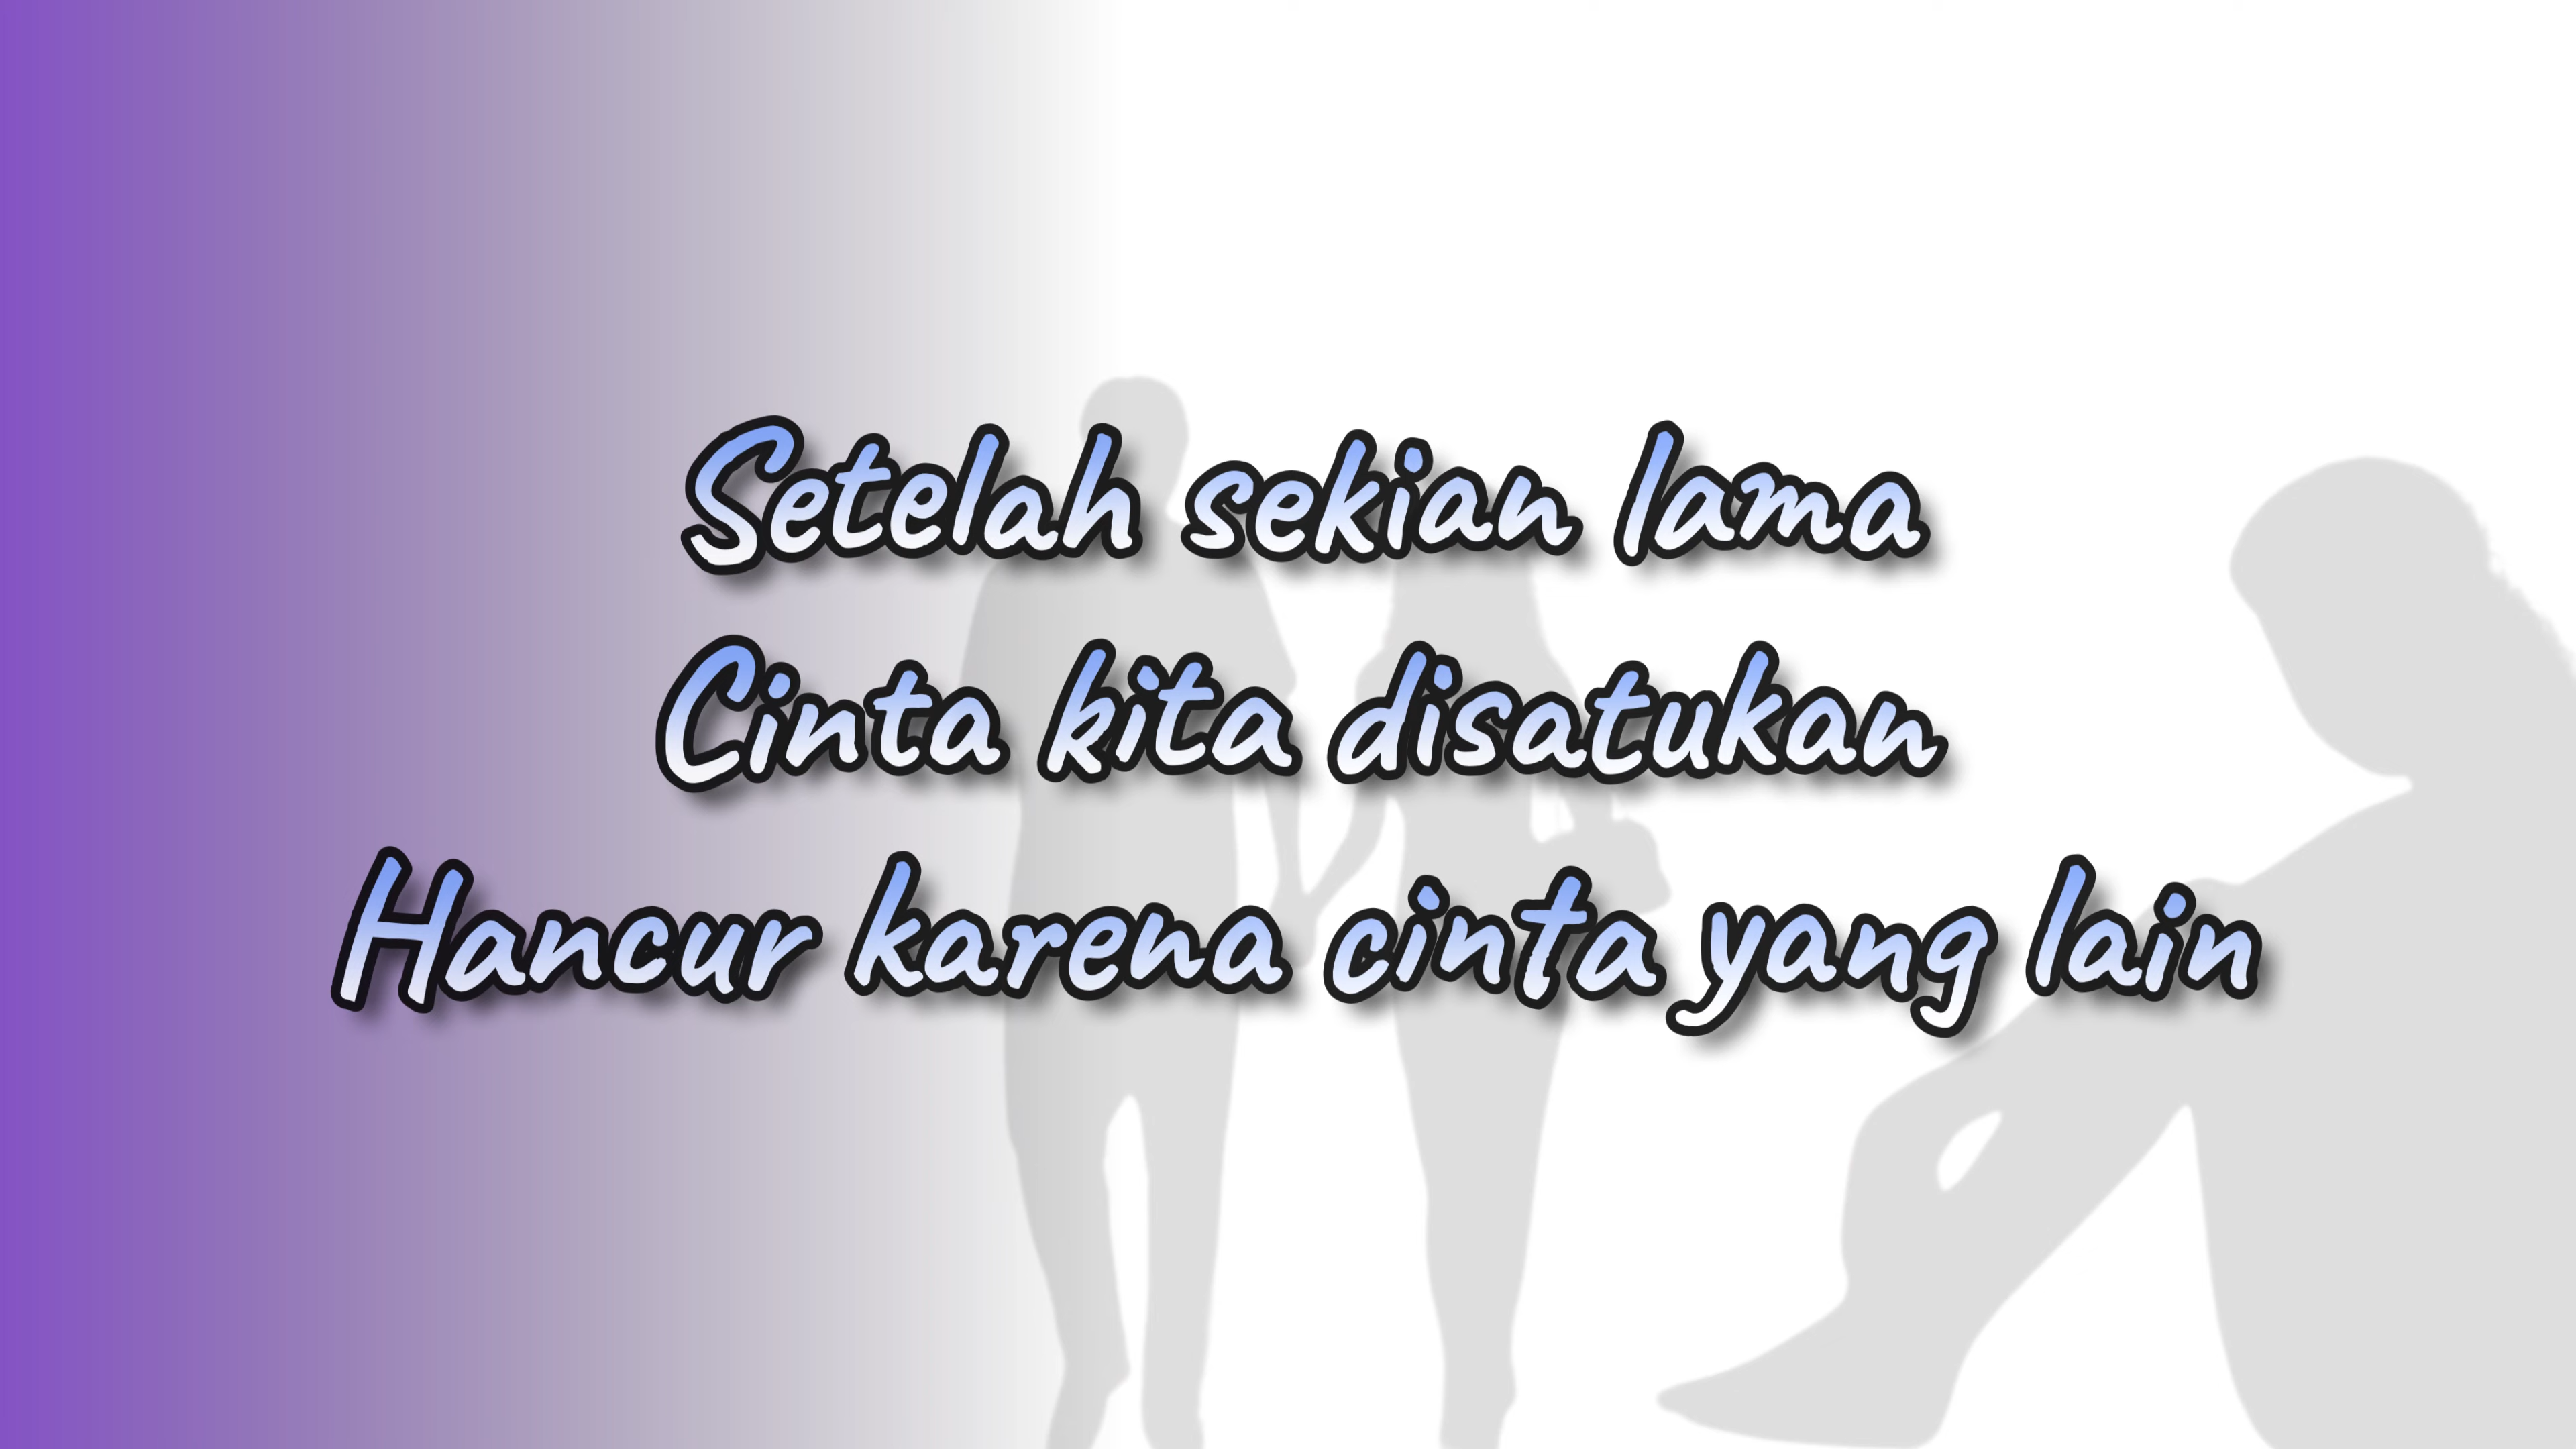 Setelah sekian lama
Cinta kita disatukan
Hancur karena cinta yang lain